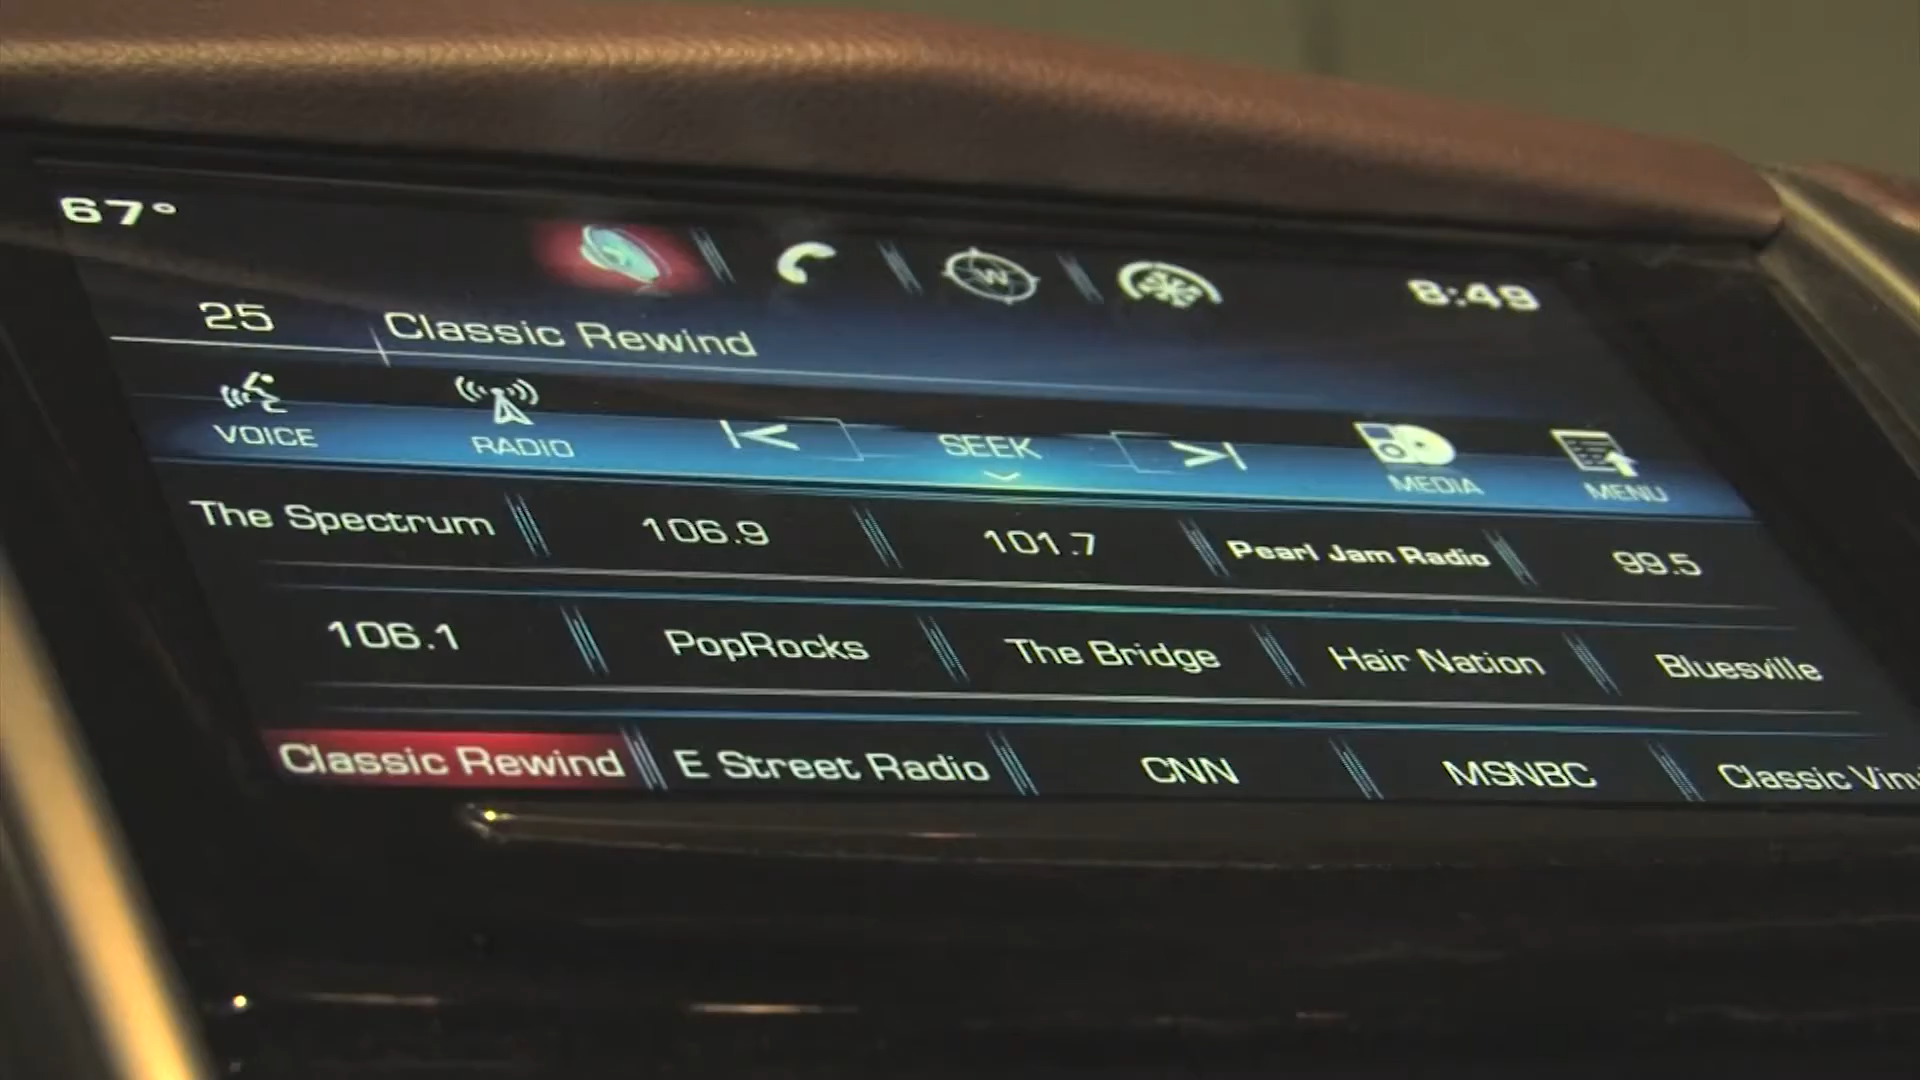 67°
W
8:49
25 Classic Rewind
VOICE RADIO SEEK MEDIA MENU
The Spectrum 106.9 101.7 Pearl Jam Radio 99.5
106.1 PopRocks The Bridge Hair Nation Bluesville
Classic Rewind E Street Radio CNN MSNBC Classic Viny